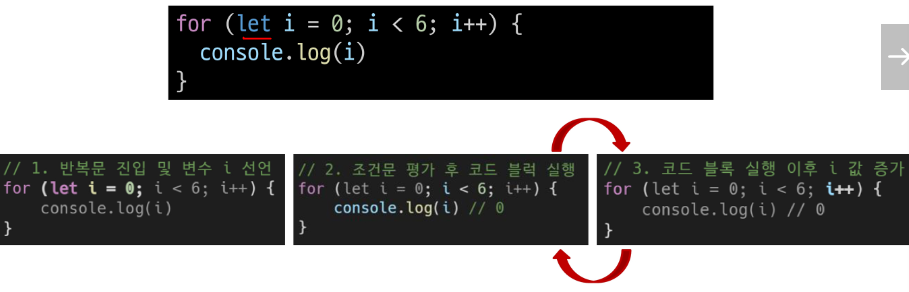 for (let i = 0; i < 6; i++) {
  console.log(i)
}
// 1. 반복문 진입 및 변수 i 선언
for (let i = 0; i < 6; i++) {
    console.log(i)
}
// 2. 조건문 평가 후 코드 블럭 실행
for (let i = 0; i < 6; i++) {
    console.log(i) // 0
}
// 3. 코드 블록 실행 이후 i 값 증가
for (let i = 0; i < 6; i++) {
    console.log(i) // 0
}